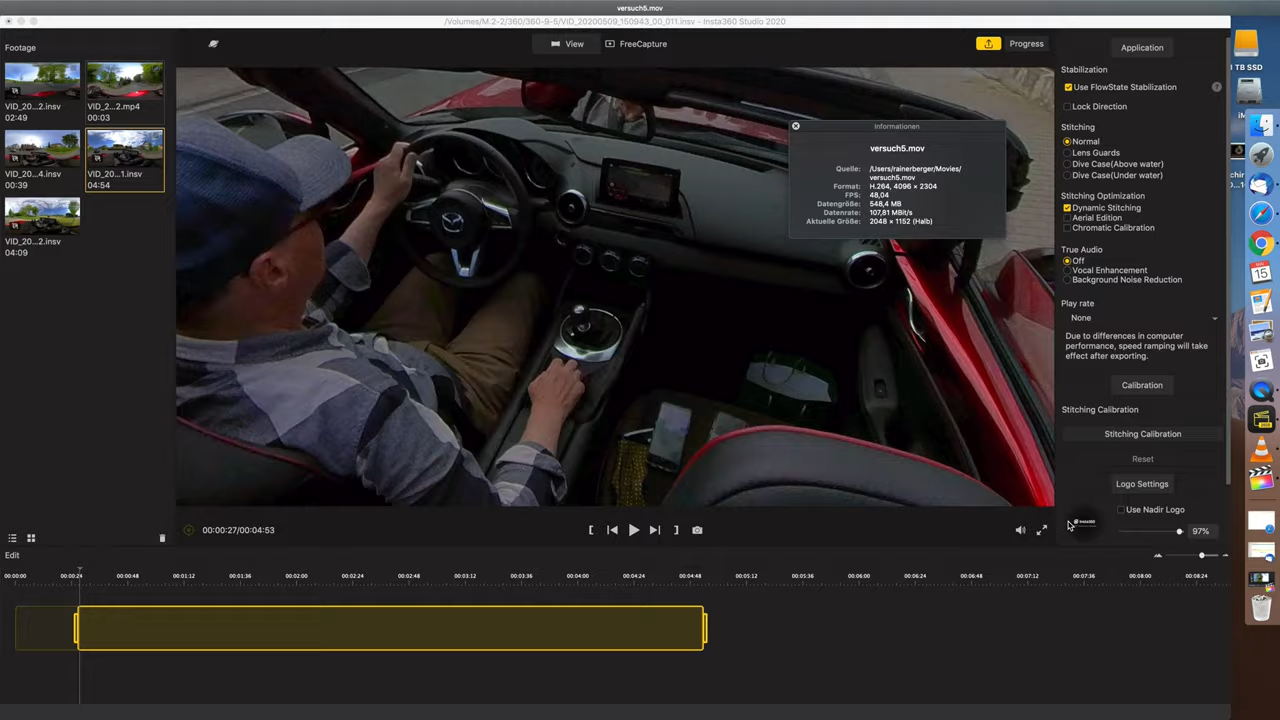 versuch5.mov
/Volumes/M.2-2/360/360-9-5/VID_20200509_150943_00_011.insv - Insta360 Studio 2020
Footage
View
FreeCapture
Progress
Application
VID_20...2.insv
02:49
VID_2...2.mp4
00:03
VID_20...4.insv
00:39
VID_20...1.insv
04:54
VID_20...2.insv
04:09
Informationen
versuch5.mov
Quelle: /Users/rainerberger/Movies/
versuch5.mov
Format: H.264, 4096 × 2304
FPS: 48,04
Datengröße: 548,4 MB
Datenrate: 107,81 MBit/s
Aktuelle Größe: 2048 × 1152 (Halb)
Stabilization
Use FlowState Stabilization
?
Lock Direction
Stitching
Normal
Lens Guards
Dive Case(Above water)
Dive Case(Under water)
Stitching Optimization
Dynamic Stitching
Aerial Edition
Chromatic Calibration
True Audio
Off
Vocal Enhancement
Background Noise Reduction
Play rate
None
Due to differences in computer
performance, speed ramping will take
effect after exporting.
Calibration
Stitching Calibration
Stitching Calibration
Reset
Logo Settings
Use Nadir Logo
Insta360
97%
1 TB SSD
MAI
15
00:00:27/00:04:53
Edit
00:00:00
00:00:24
00:00:48
00:01:12
00:01:36
00:02:00
00:02:24
00:02:48
00:03:12
00:03:36
00:04:00
00:04:24
00:04:48
00:05:12
00:05:36
00:06:00
00:06:24
00:06:48
00:07:12
00:07:36
00:08:00
00:08:24